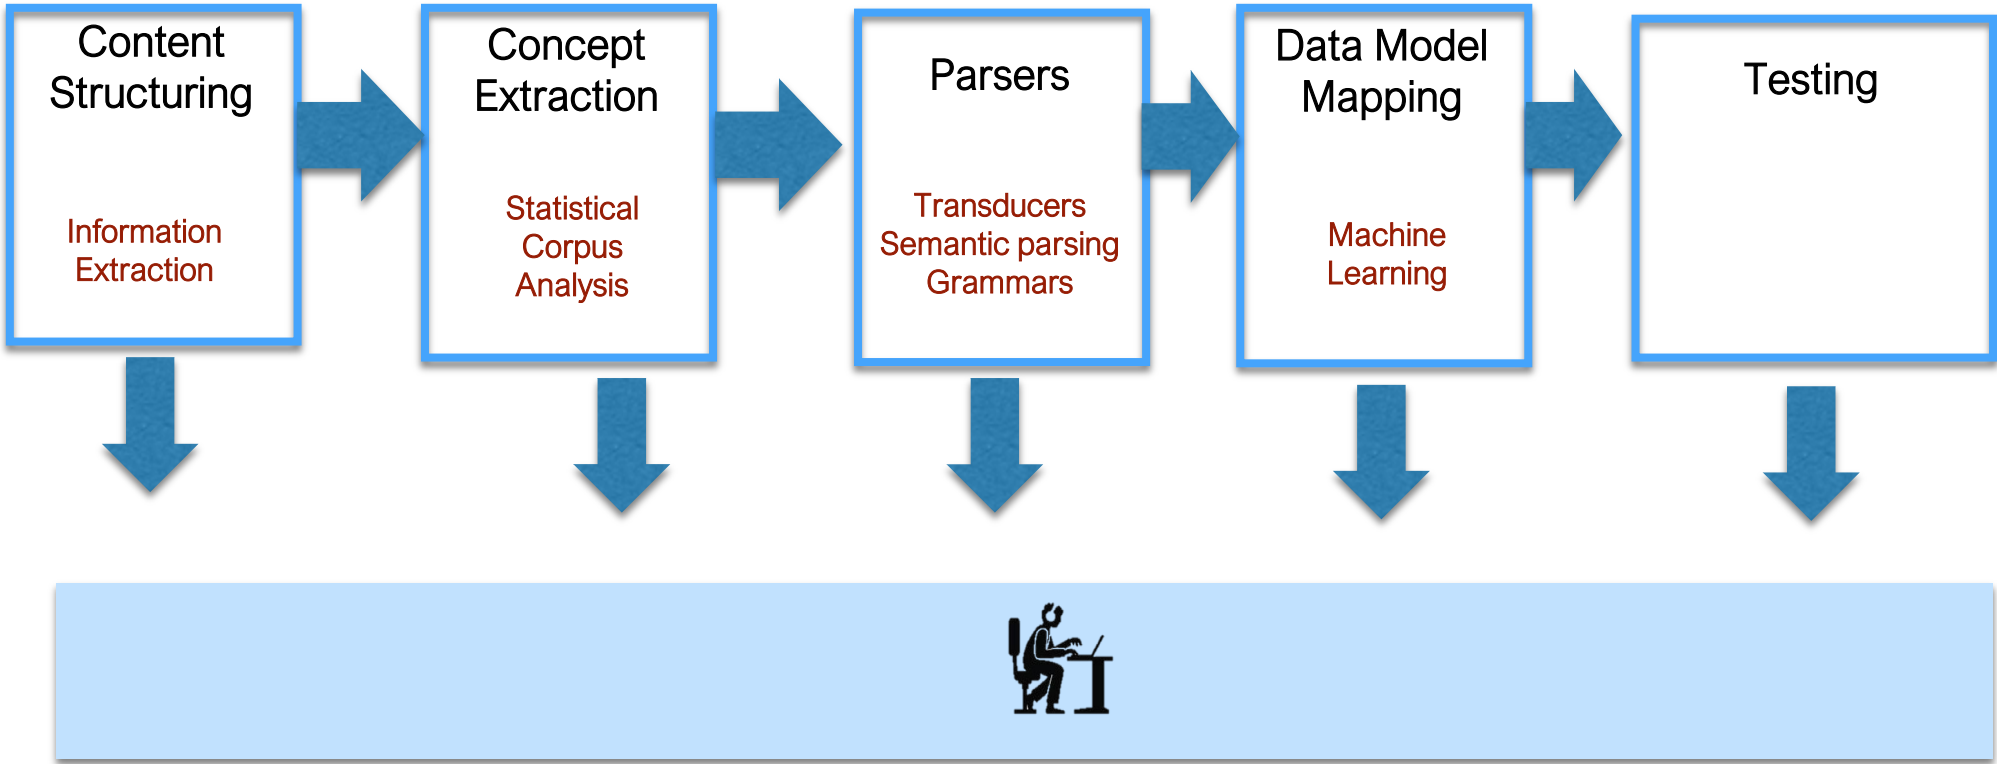 Content
Structuring
Information
Extraction
Concept
Extraction
Statistical
Corpus
Analysis
Parsers
Transducers
Semantic parsing
Grammars
Data Model
Mapping
Machine
Learning
Testing